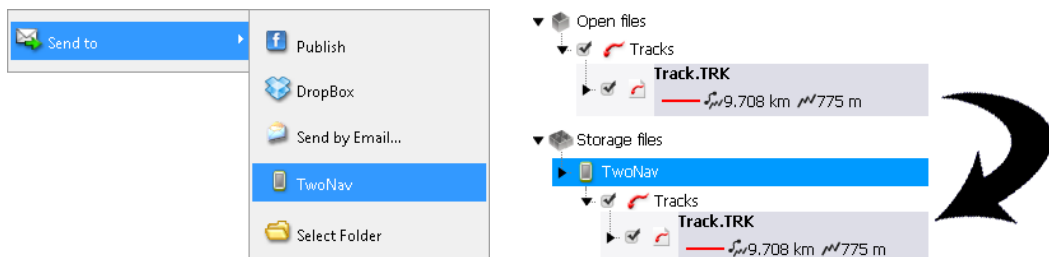 Send to
Publish
DropBox
Send by Email...
TwoNav
Select Folder
Open files
Tracks
Track.TRK
9.708 km 775 m
Storage files
TwoNav
Tracks
Track.TRK
9.708 km 775 m